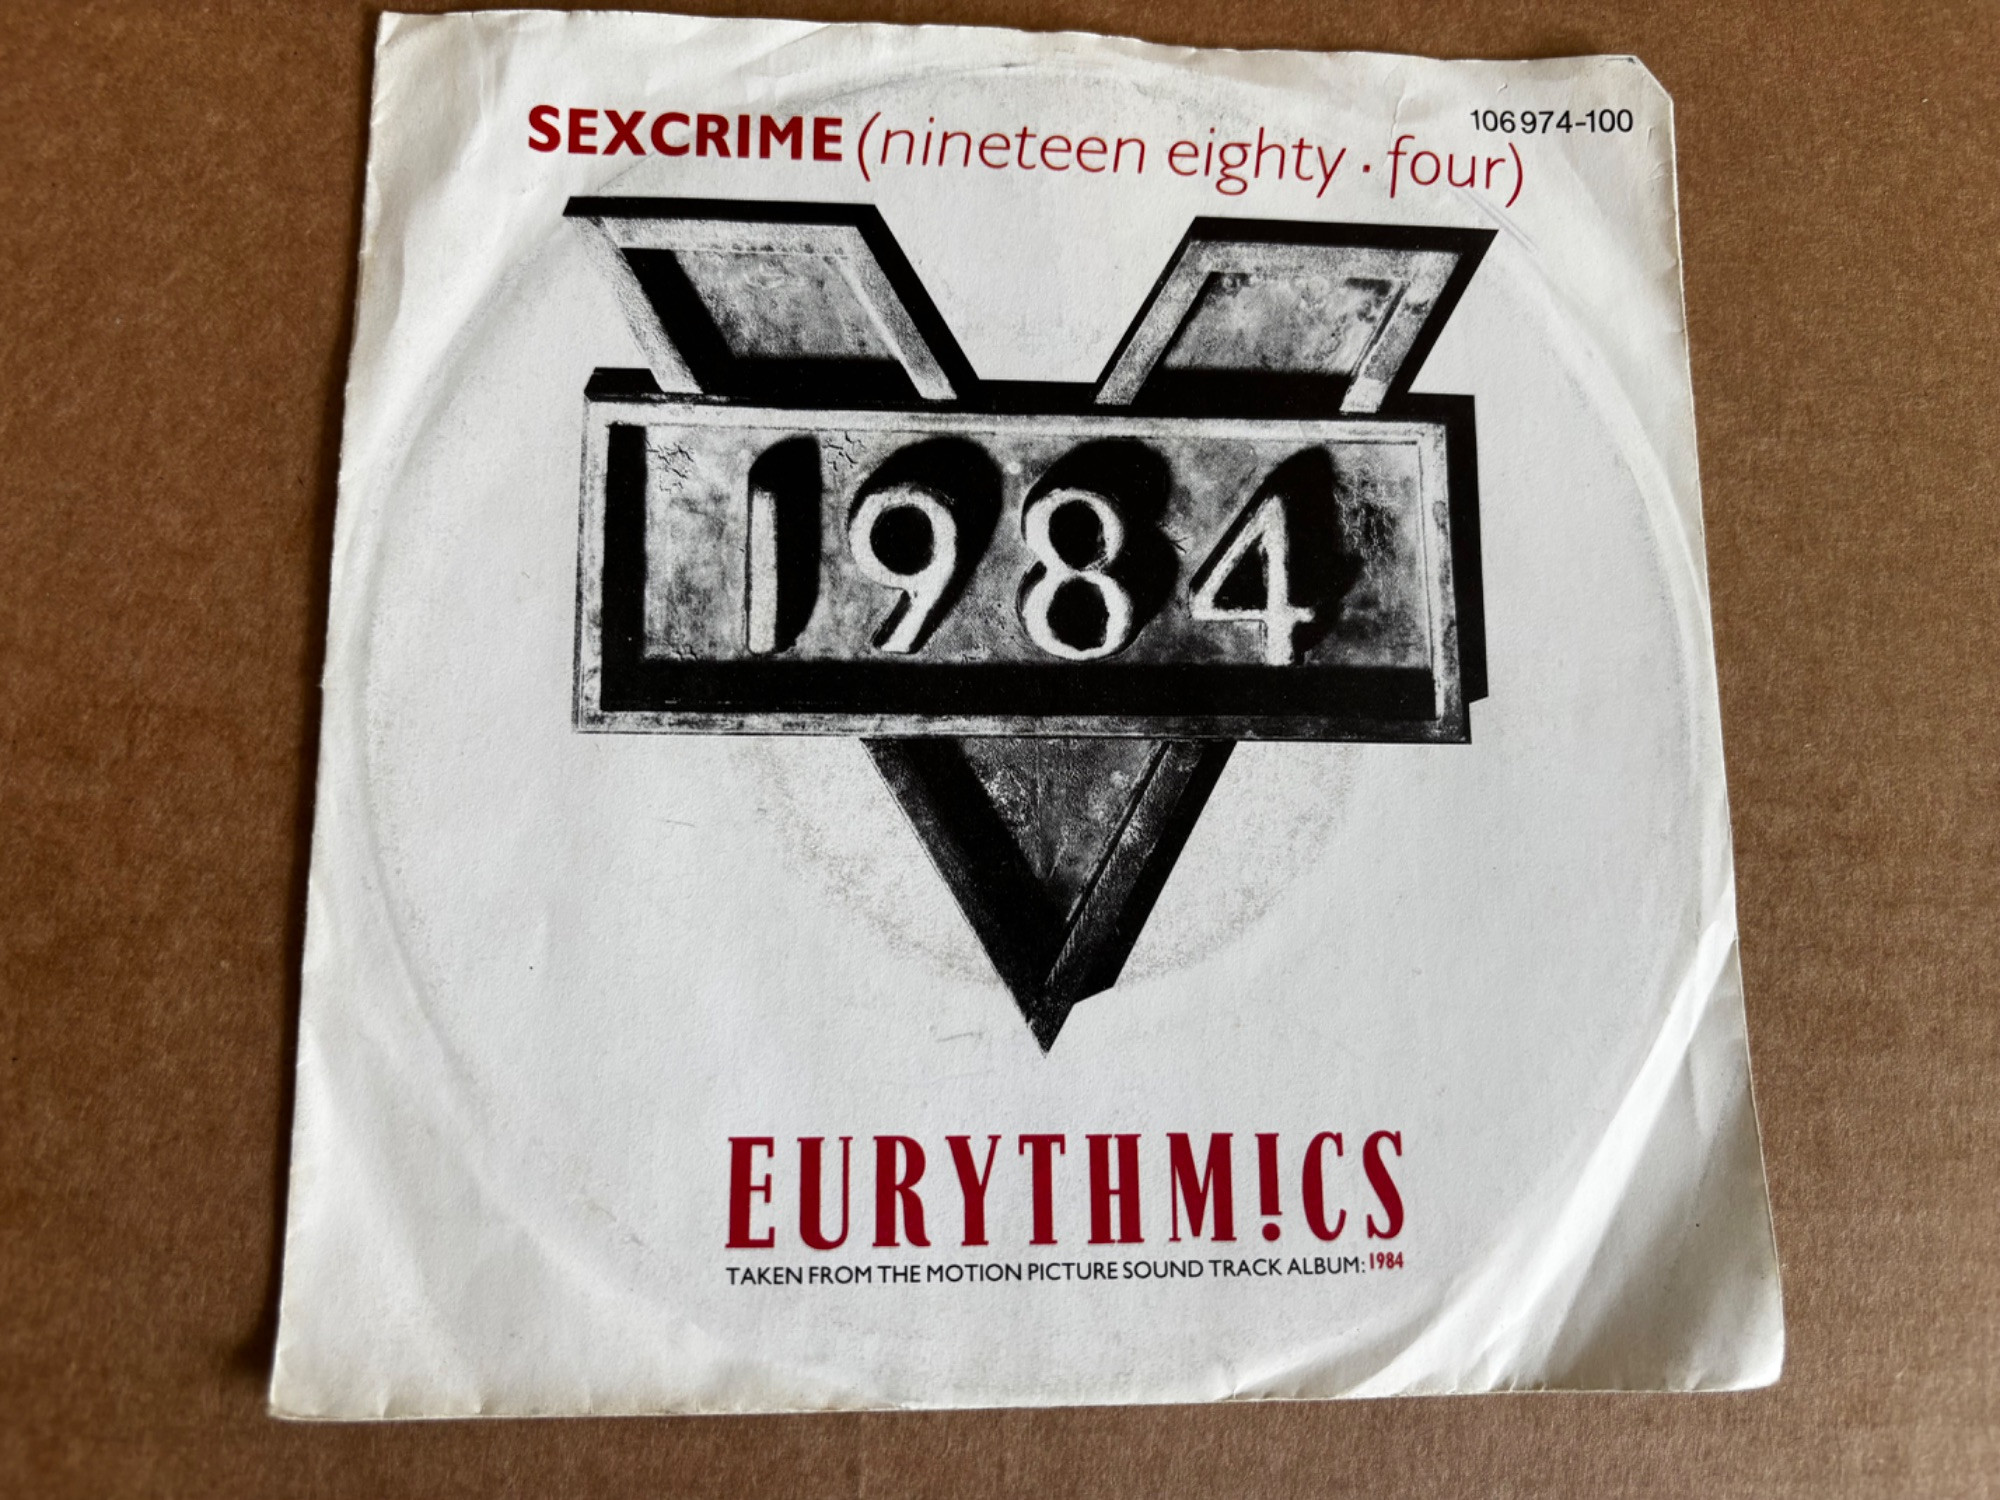 106974-100
SEXCRIME (nineteen eighty · four)
1984
EURYTHM!CS
TAKEN FROM THE MOTION PICTURE SOUND TRACK ALBUM: 1984